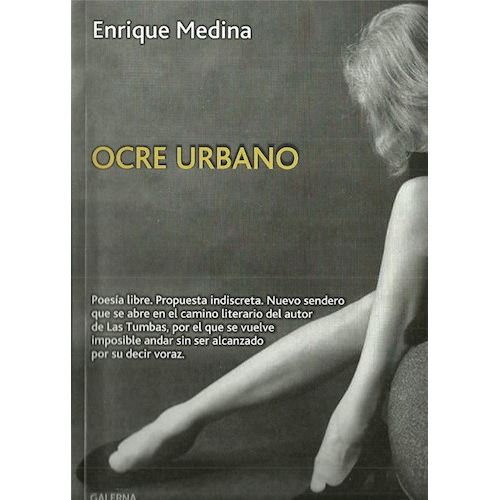 Enrique Medina
OCRE URBANO
Poesía libre. Propuesta indiscreta. Nuevo sendero
que se abre en el camino literario del autor
de Las Tumbas, por el que se vuelve
imposible andar sin ser alcanzado
por su decir voraz.
GALERNA